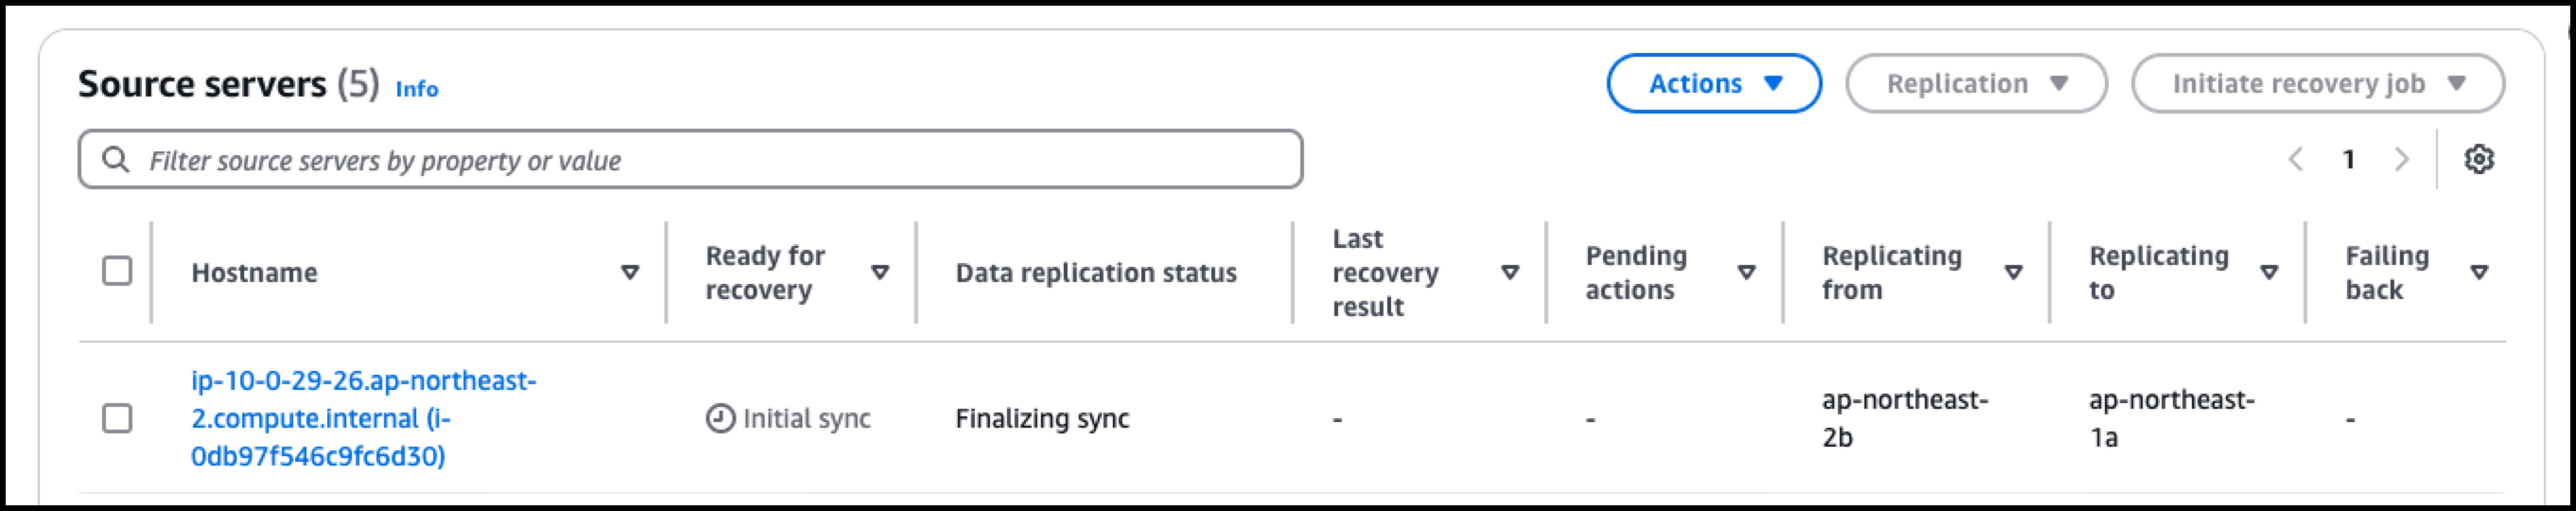 Source servers (5) Info
Actions
Replication
Initiate recovery job
Filter source servers by property or value
1
Hostname
Ready for
recovery
Data replication status
Last
recovery
result
Pending
actions
Replicating
from
Replicating
to
Failing
back
ip-10-0-29-26.ap-northeast-
2.compute.internal (i-
0db97f546c9fc6d30)
Initial sync
Finalizing sync
-
-
ap-northeast-
2b
ap-northeast-
1a
-